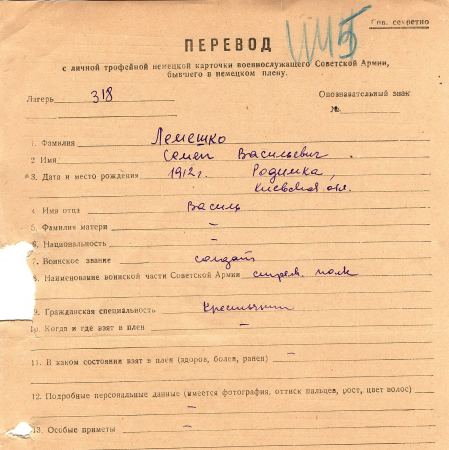 Сов. секретно
ПЕРЕВОД
с личной трофейной немецкой карточки военнослужащего Советской Армии,
бывшего в немецком плену.
Лагерь 318
Опознавательный знак
№
1. Фамилия Лемешко
2 Имя Семен Васильевич
3. Дата и место рождения 1912г. Родимка,
Киевская обл.
4 Имя отца Василь
5. Фамилия матери –
6. Национальность –
7. Воинское звание солдат
8. Наименование воинской части Советской Армии стрелк. полк
9. Гражданская специальность крестьянин
10. Когда и где взят в плен –
11. В каком состоянии взят в плен (здоров, болен, ранен) –
12. Подробные персональные данные (имеется фотография, оттиск пальцев, рост, цвет волос)
–
13. Особые приметы –